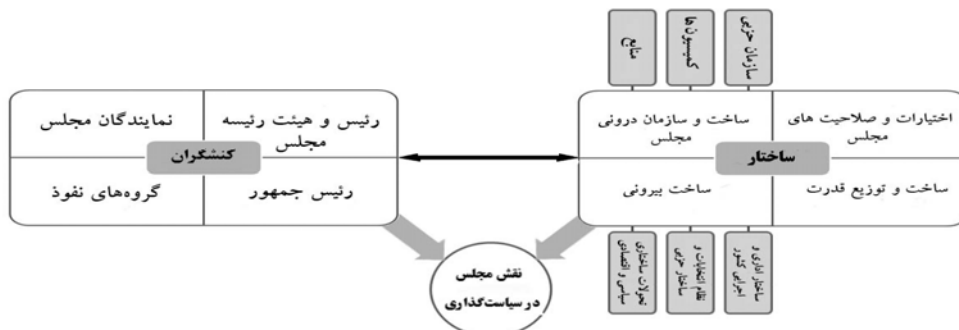 سازمان حزبی
کمیسیون‌ها
منابع
اختیارات و صلاحیت های
مجلس
ساخت و سازمان درونی
مجلس
ساختار
ساخت و توزیع قدرت
ساخت بیرونی
ساختار اداری و
اجرایی کشور
نظام انتخابات و
ساختار حزبی
تحولات ساختاری
سیاسی و اقتصادی
رئیس و هیئت رئیسه
مجلس
نمایندگان مجلس
کنشگران
رئیس جمهور
گروه‌های نفوذ
نقش مجلس
در سیاست‌گذاری